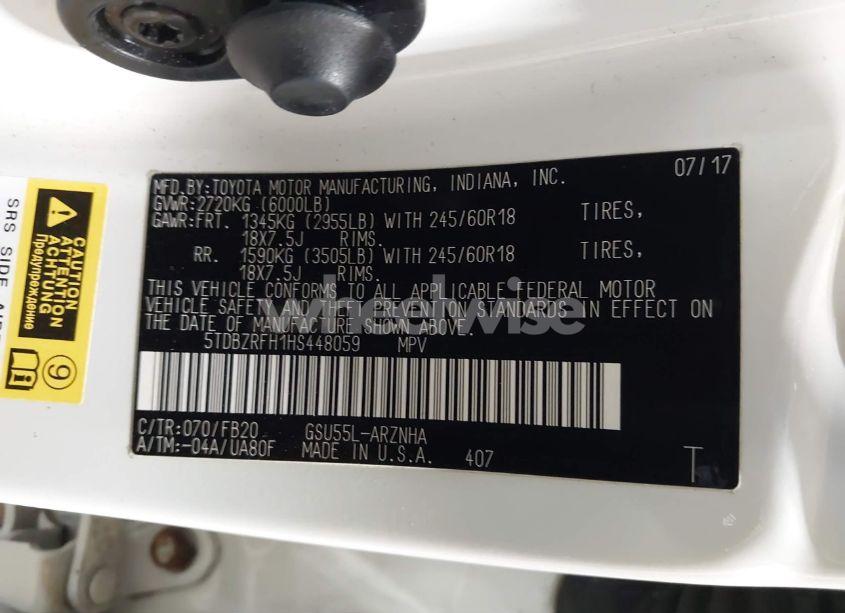 07/17
MFD.BY:TOYOTA MOTOR MANUFACTURING, INDIANA, INC.
GVWR:2720KG (6000LB)
GAWR:FRT. 1345KG (2955LB) WITH 245/60R18 TIRES,
18X7.5J RIMS.
RR. 1590KG (3505LB) WITH 245/60R18 TIRES,
18X7.5J RIMS.
THIS VEHICLE CONFORMS TO ALL APPLICABLE FEDERAL MOTOR
VEHICLE SAFETY AND THEFT PREVENTION STANDARDS IN EFFECT ON
THE DATE OF MANUFACTURE SHOWN ABOVE.
5TDBZRFH1HS448059 MPV
C/TR:070/FB20 GSU55L-ARZNHA
A/TM:-04A/UA80F MADE IN U.S.A. 407
T
wheelwise
CAUTION
ATTENTION
ACHTUNG
Предупреждение
9
SRS SIDE